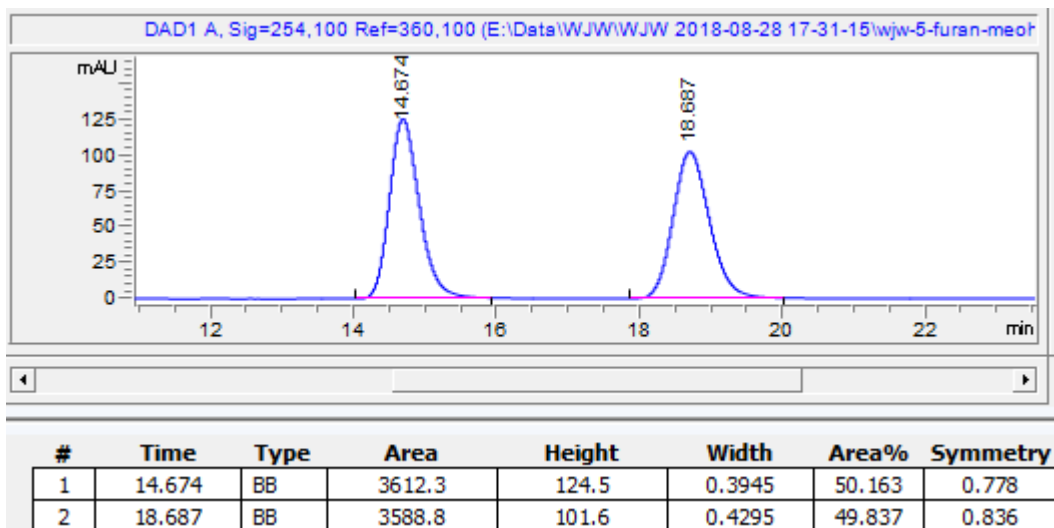 DAD1 A, Sig=254,100 Ref=360,100 (E:\Data\WJW\WJW 2018-08-28 17-31-15\wjw-5-furan-meoh
mAU
14.674
18.687
125
100
75
50
25
0
12 14 16 18 20 22 min
# Time Type Area Height Width Area% Symmetry
1 14.674 BB 3612.3 124.5 0.3945 50.163 0.778
2 18.687 BB 3588.8 101.6 0.4295 49.837 0.836